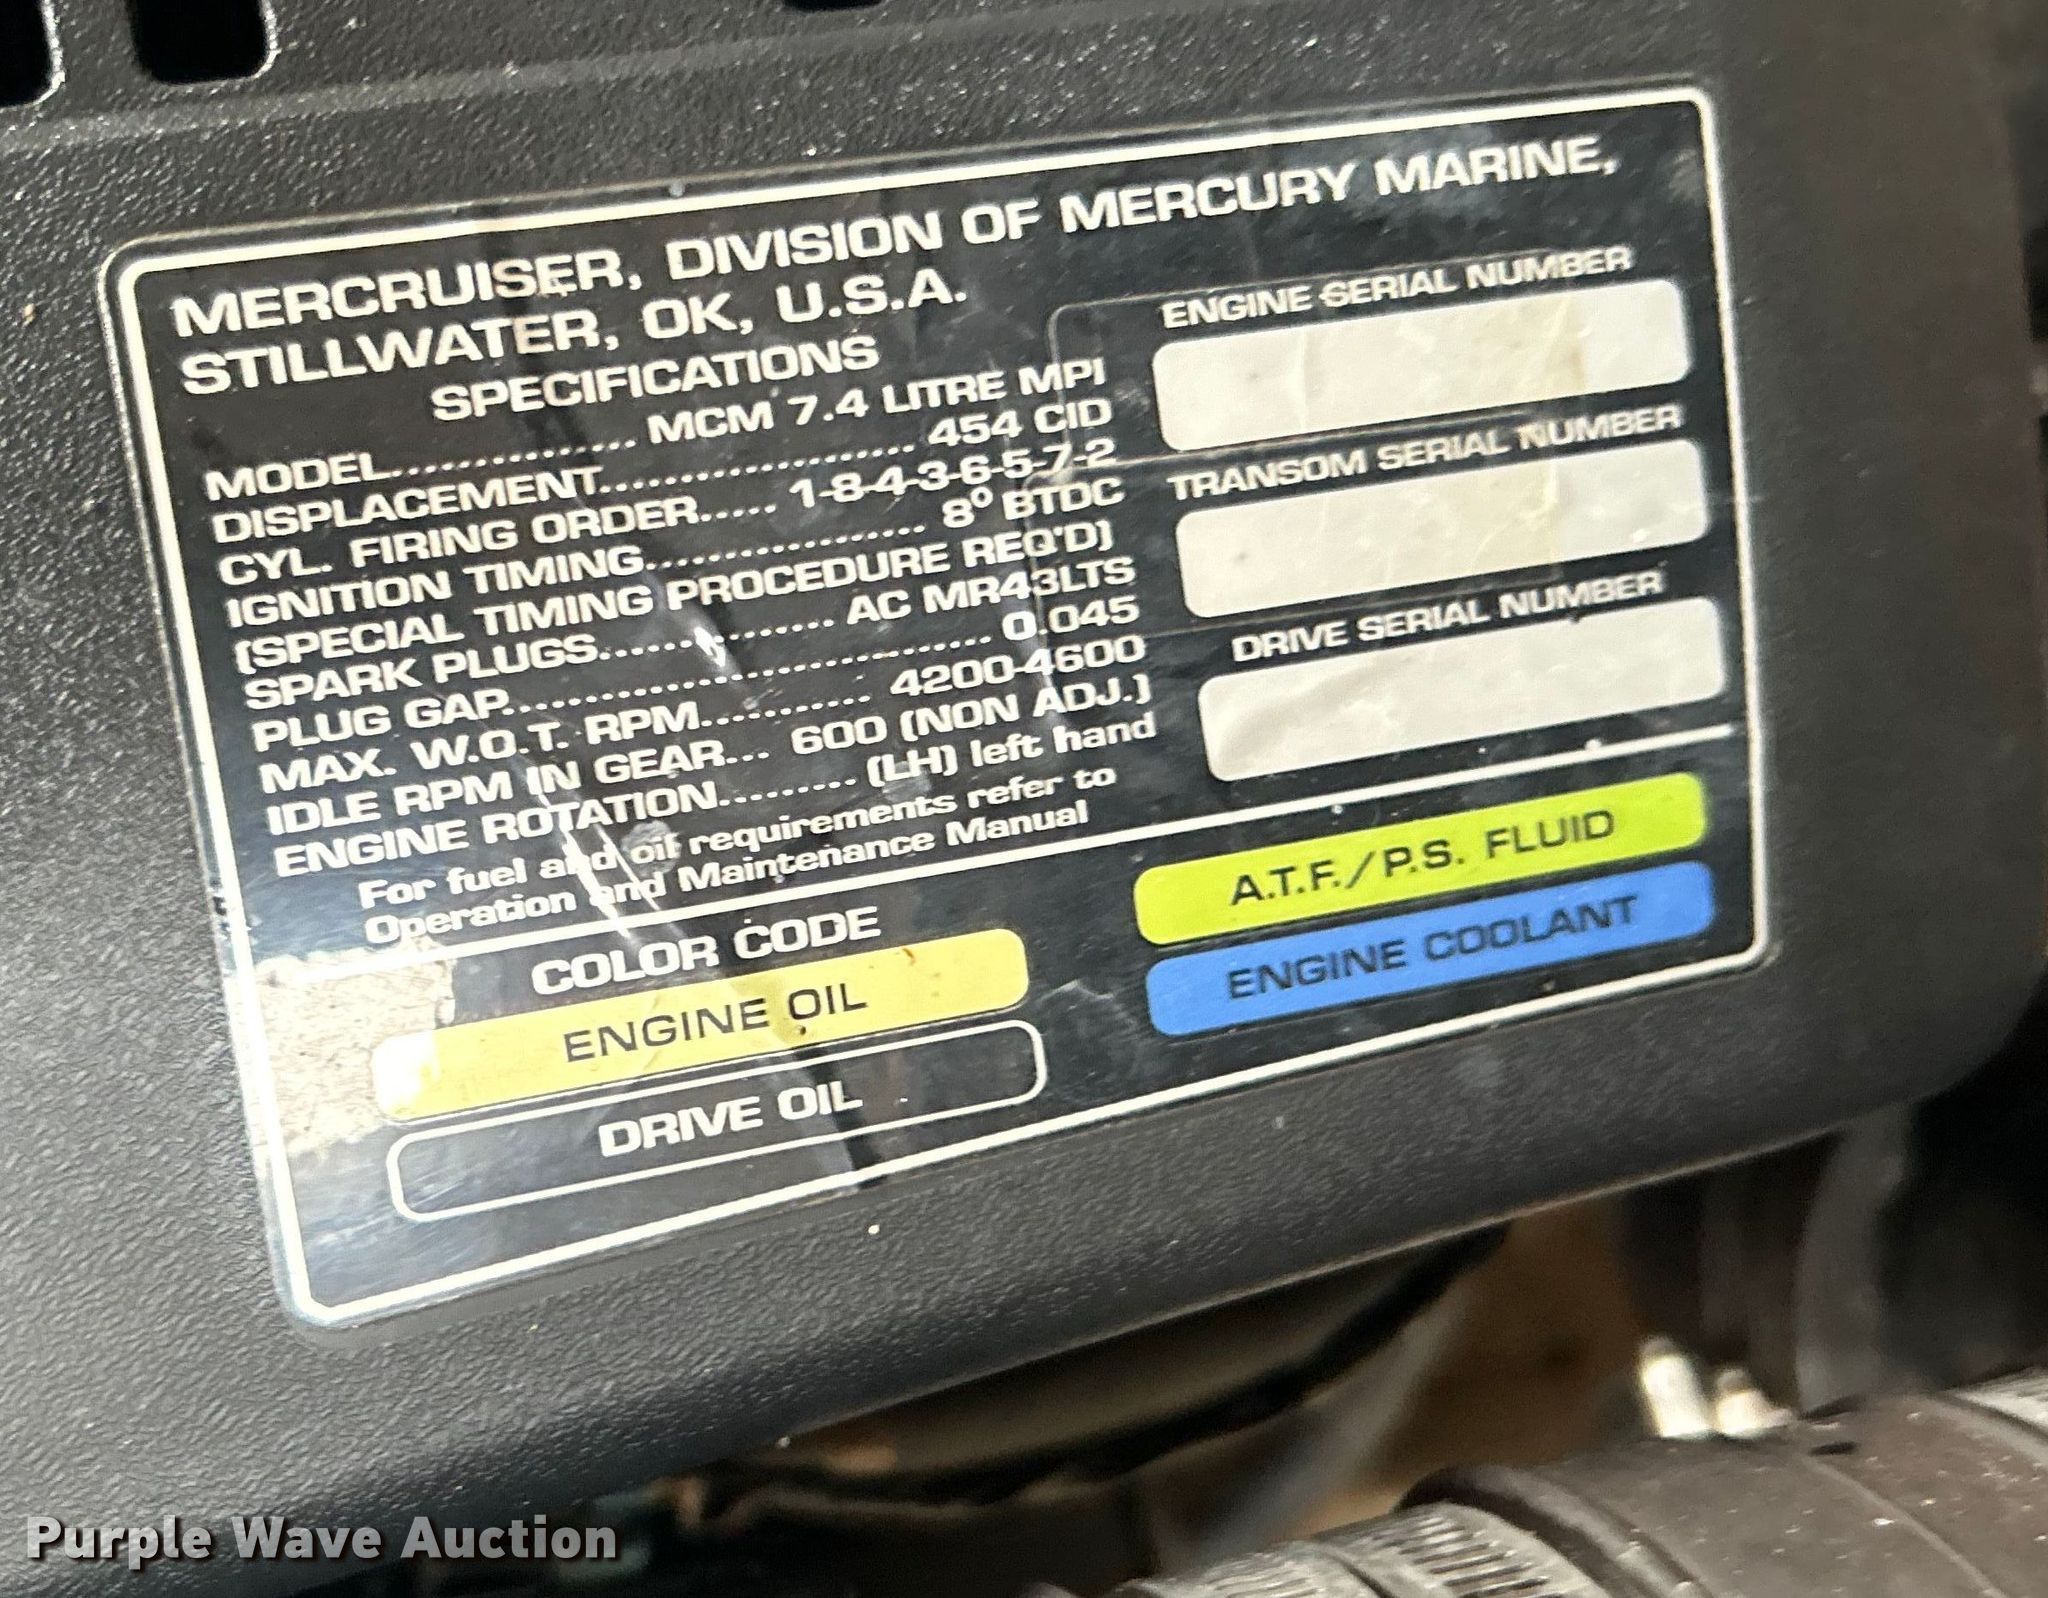 MERCRUISER, DIVISION OF MERCURY MARINE,
STILLWATER, OK, U.S.A.
SPECIFICATIONS
MODEL................ MCM 7.4 LITRE MPI
DISPLACEMENT.................... 454 CID
CYL. FIRING ORDER..... 1-8-4-3-6-5-7-2
IGNITION TIMING.................. 8° BTDC
(SPECIAL TIMING PROCEDURE REQ'D)
SPARK PLUGS............... AC MR43LTS
PLUG GAP............................... 0.045
MAX. W.O.T. RPM........... 4200-4600
IDLE RPM IN GEAR... 600 (NON ADJ.)
ENGINE ROTATION......... (LH) left hand
For fuel and oil requirements refer to
Operation and Maintenance Manual
ENGINE SERIAL NUMBER
TRANSOM SERIAL NUMBER
DRIVE SERIAL NUMBER
COLOR CODE
ENGINE OIL
DRIVE OIL
A.T.F./P.S. FLUID
ENGINE COOLANT
Purple Wave Auction